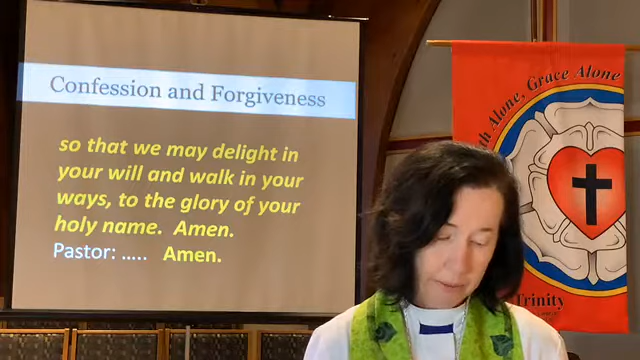 Confession and Forgiveness
so that we may delight in
your will and walk in your
ways, to the glory of your
holy name. Amen.
Pastor: ..... Amen.
Alone, Grace Alone
Trinity